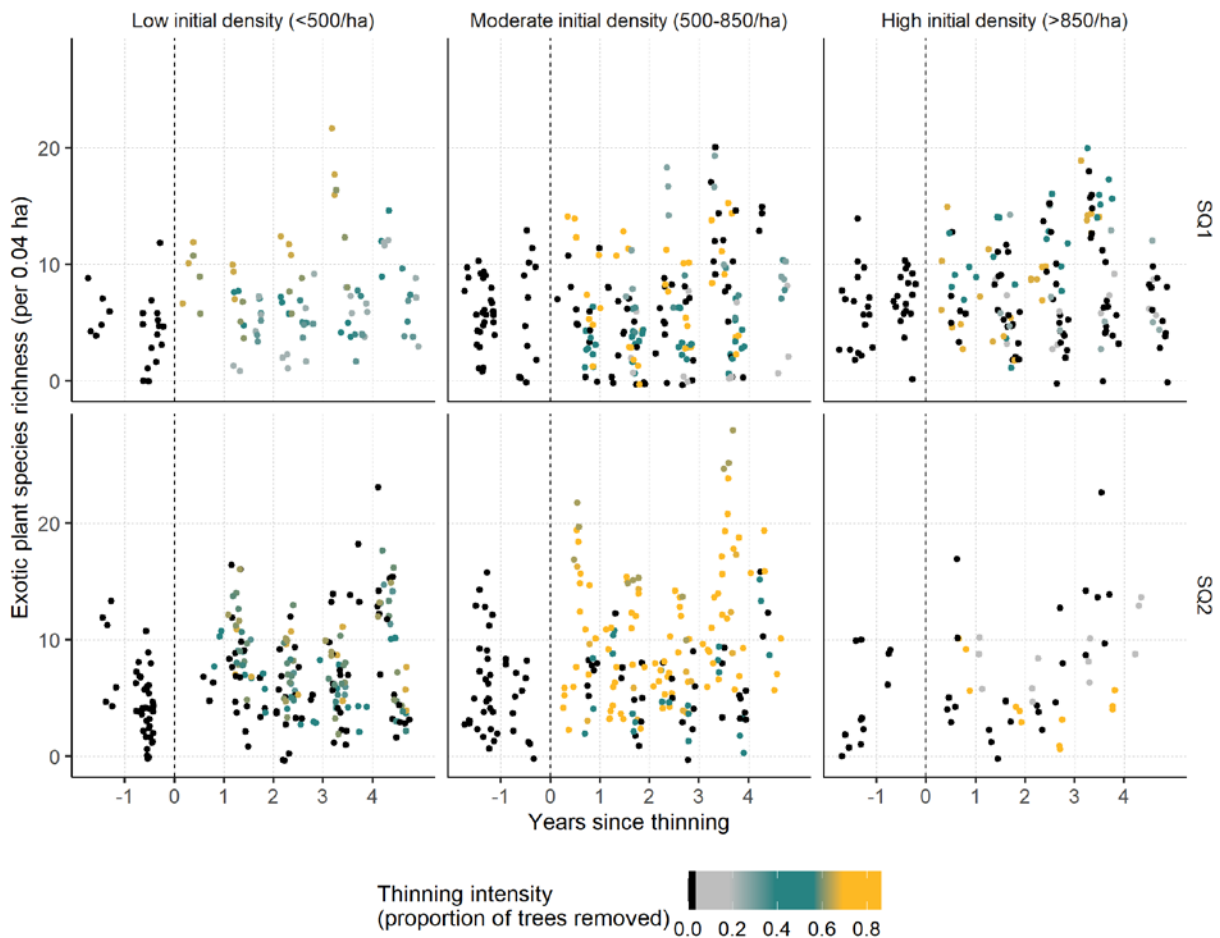 Low initial density (<500/ha)
Moderate initial density (500-850/ha)
High initial density (>850/ha)
Exotic plant species richness (per 0.04 ha)
20
10
0
SQ1
20
10
0
SQ2
-1 0 1 2 3 4
-1 0 1 2 3 4
-1 0 1 2 3 4
Years since thinning
Thinning intensity
(proportion of trees removed)
0.0 0.2 0.4 0.6 0.8